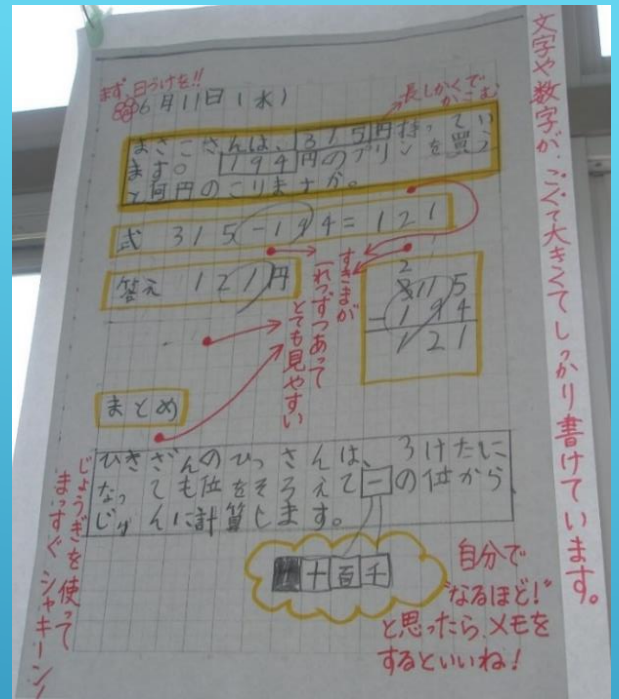 まず、日づけを!!
6月11日(水)
長しかくで
かこむ
まさこさんは、315円持ってい
ます。194円のプリンを買う
と何円のこりますか。
式 315-194=121
答え 121円
2
315
-194
121
すきまが
一れつずつあって
とても見やすい
まとめ
ひきざんのひっさんは、3けたに
なっても位をそろえて一の位から
じゅんに計算します。
十百千
自分で
“なるほど!”
と思ったら、メモを
するといいね!
じょうぎを使って
まっすぐシャキーン!
文字や数字が、こくて大きくてしっかり書けています。